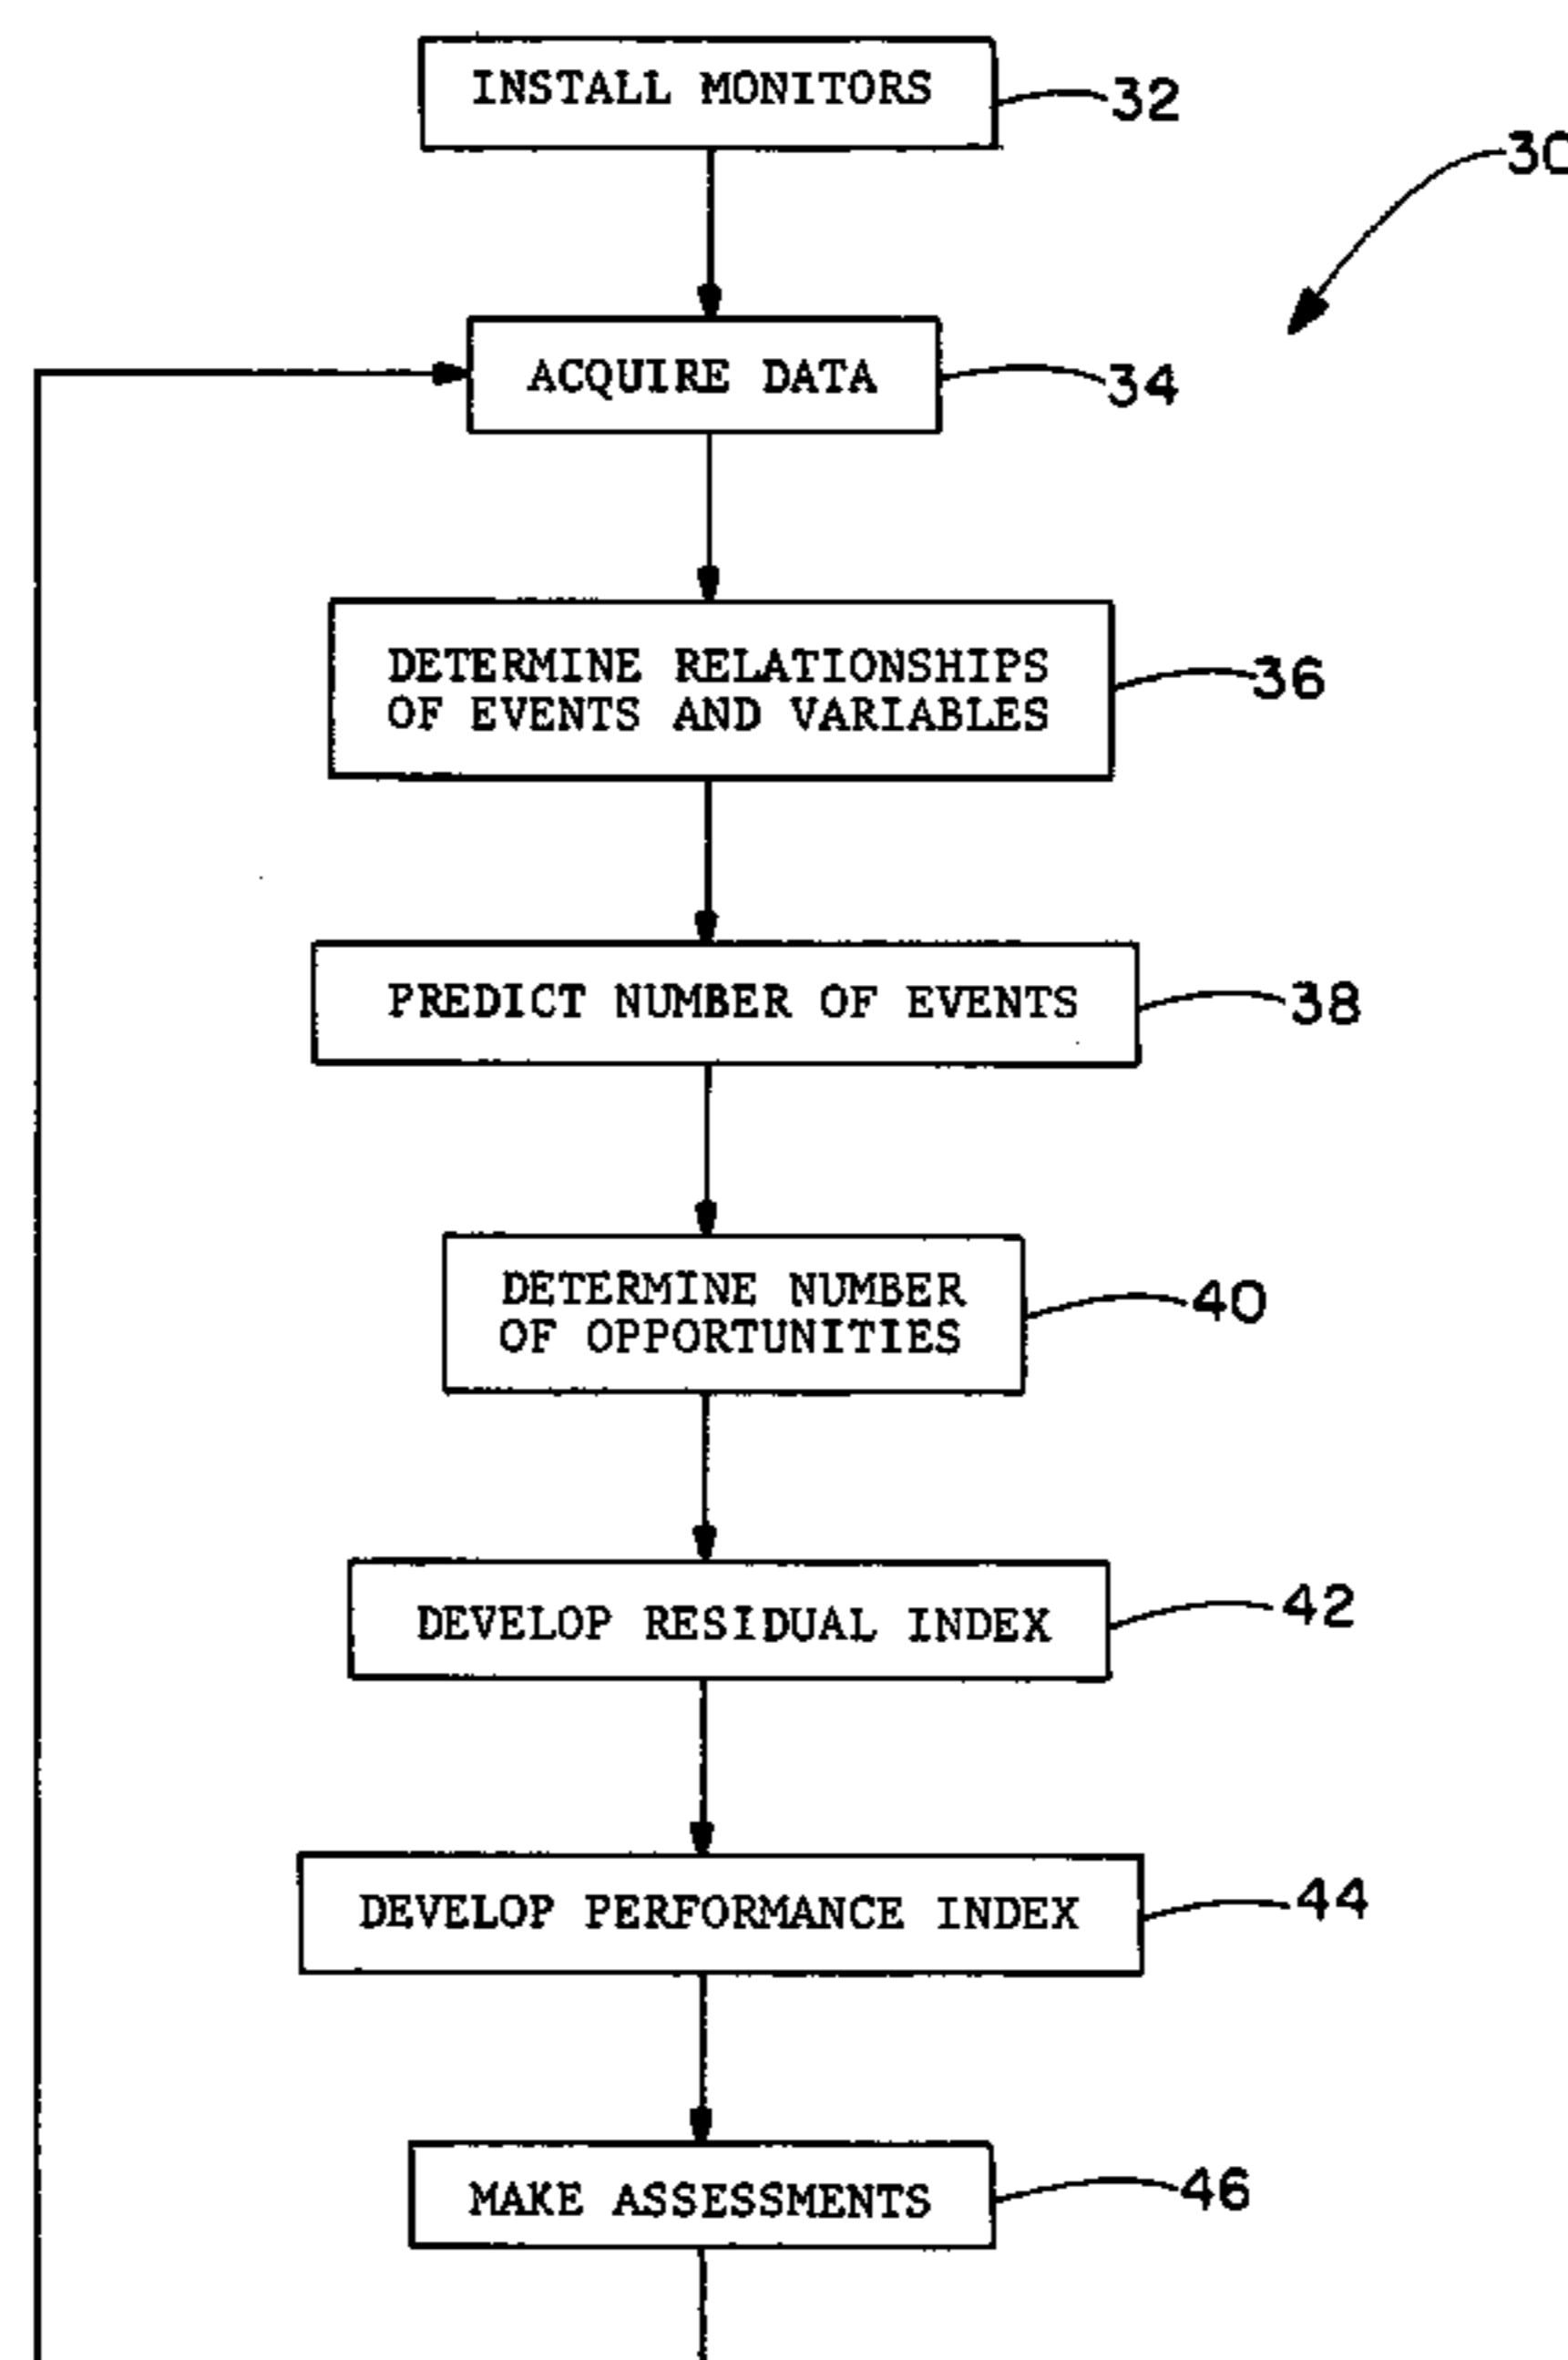 INSTALL MONITORS
32
30
ACQUIRE DATA
34
DETERMINE RELATIONSHIPS
OF EVENTS AND VARIABLES
36
PREDICT NUMBER OF EVENTS
38
DETERMINE NUMBER
OF OPPORTUNITIES
40
DEVELOP RESIDUAL INDEX
42
DEVELOP PERFORMANCE INDEX
44
MAKE ASSESSMENTS
46